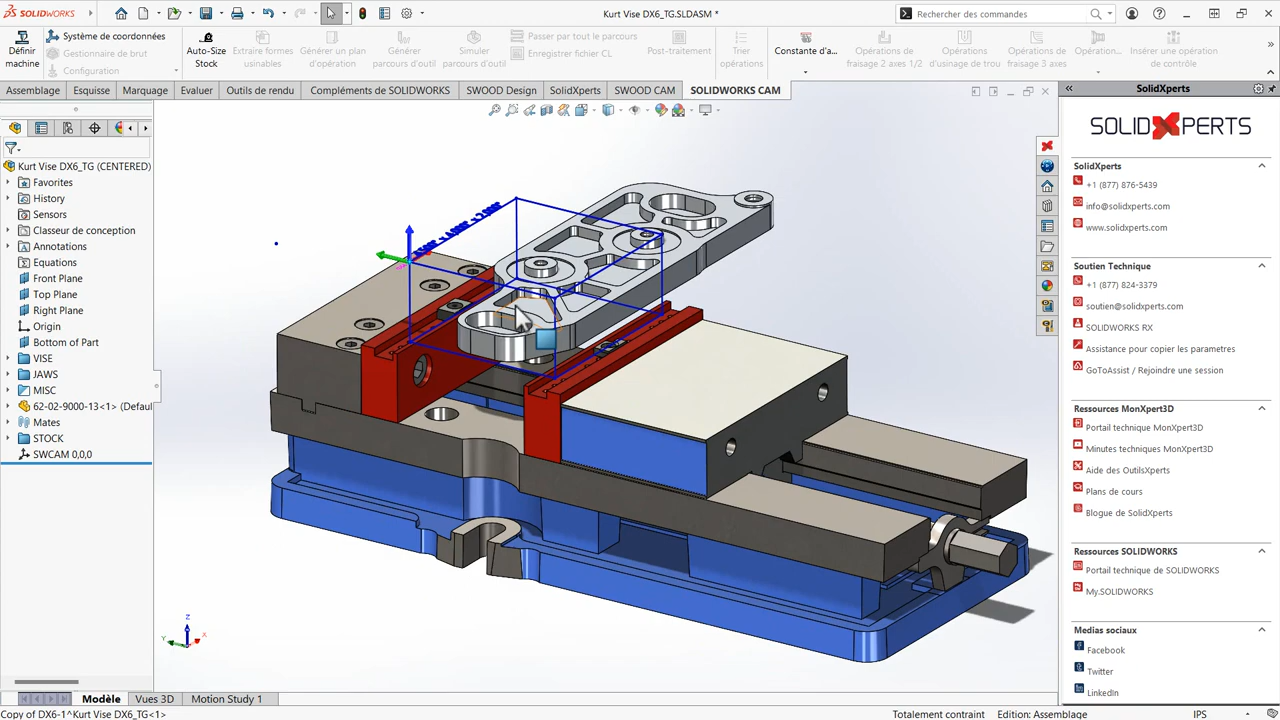 SOLIDWORKS
Kurt Vise DX6_TG.SLDASM *
Rechercher des commandes
Définir
machine
Système de coordonnées
Gestionnaire de brut
Configuration
Auto-Size
Stock
Extraire formes
usinables
Générer un plan
d'opération
Générer
parcours d'outil
Simuler
parcours d'outil
Passer par tout le parcours
Enregistrer fichier CL
Post-traitement
Trier
opérations
Constante d'a...
Opérations de
fraisage 2 axes 1/2
Opérations
d'usinage de trou
Opérations de
fraisage 3 axes
Opération...
Insérer une opération
de contrôle
Assemblage
Esquisse
Marquage
Evaluer
Outils de rendu
Compléments de SOLIDWORKS
SWOOD Design
SolidXperts
SWOOD CAM
SOLIDWORKS CAM
Kurt Vise DX6_TG (CENTERED)
Favorites
History
Sensors
Classeur de conception
Annotations
Equations
Front Plane
Top Plane
Right Plane
Origin
Bottom of Part
VISE
JAWS
MISC
62-02-9000-13<1> (Defau
Mates
STOCK
SWCAM 0,0,0
Z
Y
X
SolidXperts
SOLIDXPERTS
SolidXperts
+1 (877) 876-5439
info@solidxperts.com
www.solidxperts.com
Soutien Technique
+1 (877) 824-3379
soutien@solidxperts.com
SOLIDWORKS RX
Assistance pour copier les parametres
GoToAssist / Rejoindre une session
Ressources MonXpert3D
Portail technique MonXpert3D
Minutes techniques MonXpert3D
Aide des OutilsXperts
Plans de cours
Blogue de SolidXperts
Ressources SOLIDWORKS
Portail technique de SOLIDWORKS
My.SOLIDWORKS
Medias sociaux
Facebook
Twitter
LinkedIn
Modèle
Vues 3D
Motion Study 1
Copy of DX6-1^Kurt Vise DX6_TG<1>
Totalement contraint
Edition: Assemblage
IPS